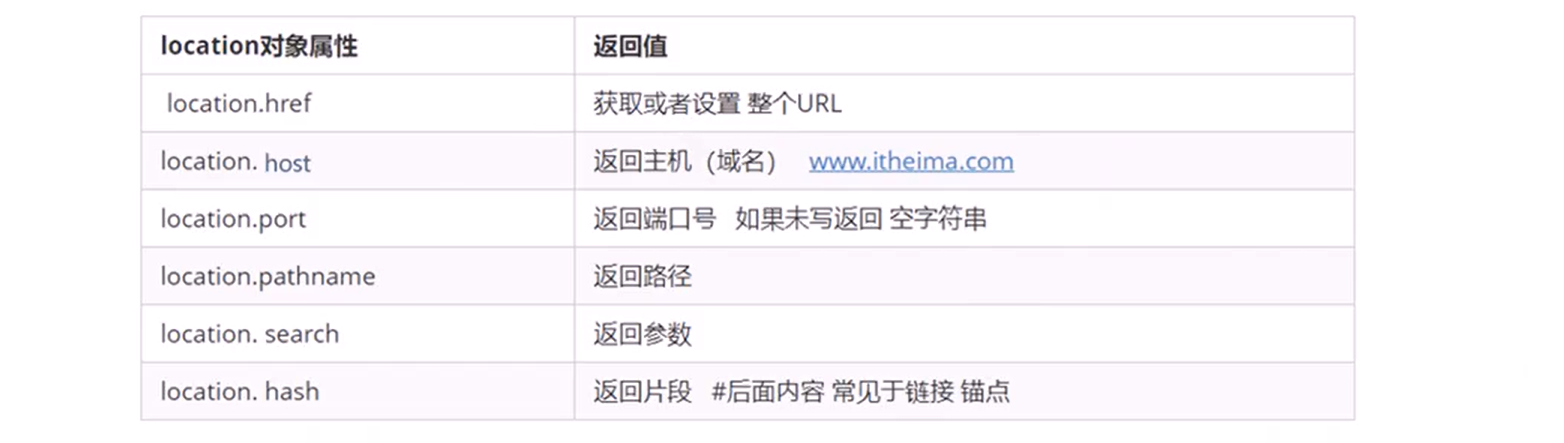 location对象属性 返回值
location.href 获取或者设置 整个URL
location. host 返回主机（域名） www.itheima.com
location.port 返回端口号 如果未写返回 空字符串
location.pathname 返回路径
location. search 返回参数
location. hash 返回片段 #后面内容 常见于链接 锚点